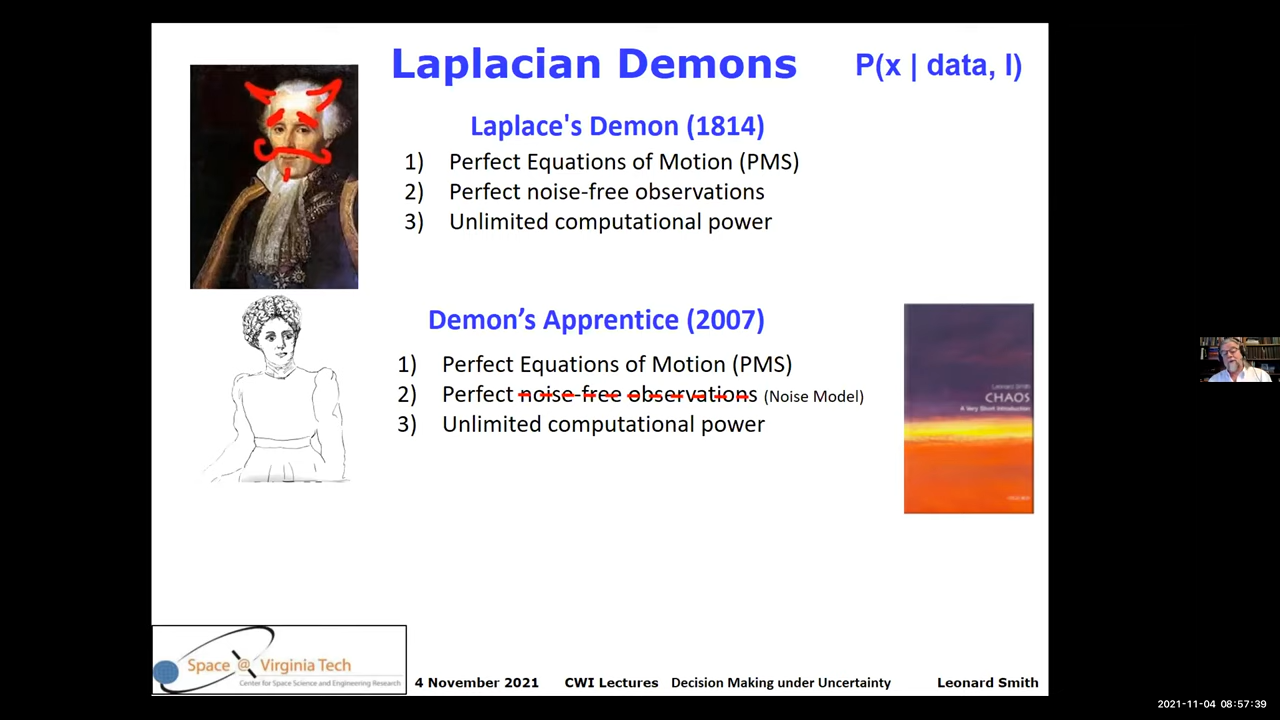 Laplacian Demons
P(x | data, I)
Laplace's Demon (1814)
1) Perfect Equations of Motion (PMS)
2) Perfect noise-free observations
3) Unlimited computational power
Demon's Apprentice (2007)
1) Perfect Equations of Motion (PMS)
2) Perfect noise-free observations (Noise Model)
3) Unlimited computational power
Leonard Smith
CHAOS
A Very Short Introduction
OXFORD
Space @ Virginia Tech
Center for Space Science and Engineering Research
4 November 2021 CWI Lectures Decision Making under Uncertainty Leonard Smith
2021-11-04 08:57:39